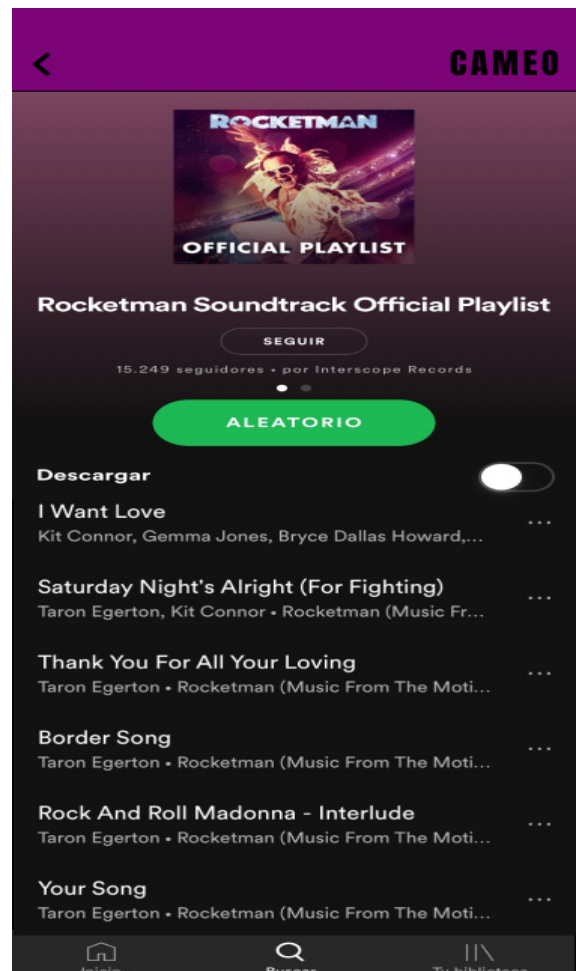 CAMEO
ROCKETMAN
OFFICIAL PLAYLIST
Rocketman Soundtrack Official Playlist
SEGUIR
15.249 seguidores • por Interscope Records
ALEATORIO
Descargar
I Want Love
Kit Connor, Gemma Jones, Bryce Dallas Howard,...
Saturday Night's Alright (For Fighting)
Taron Egerton, Kit Connor • Rocketman (Music Fr...
Thank You For All Your Loving
Taron Egerton • Rocketman (Music From The Moti...
Border Song
Taron Egerton • Rocketman (Music From The Moti...
Rock And Roll Madonna - Interlude
Taron Egerton • Rocketman (Music From The Moti...
Your Song
Taron Egerton • Rocketman (Music From The Moti...
Inicio Buscar Tu biblioteca